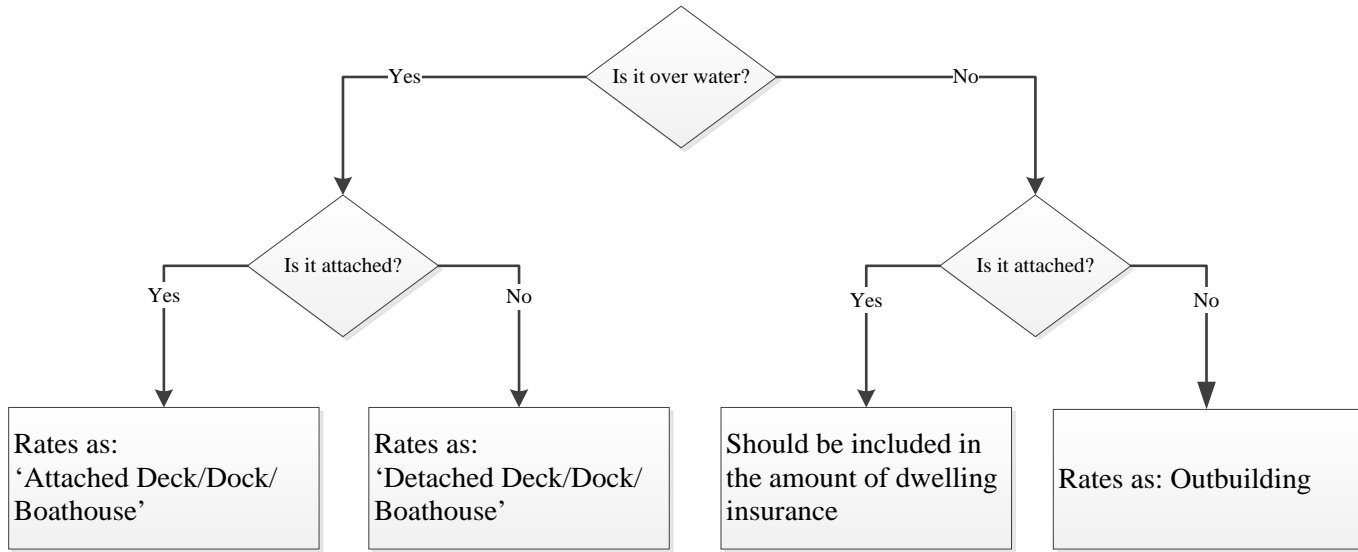 Is it over water?
Yes
No
Is it attached?
Is it attached?
Yes
No
Yes
No
Rates as:
‘Attached Deck/Dock/
Boathouse’
Rates as:
‘Detached Deck/Dock/
Boathouse’
Should be included in
the amount of dwelling
insurance
Rates as: Outbuilding